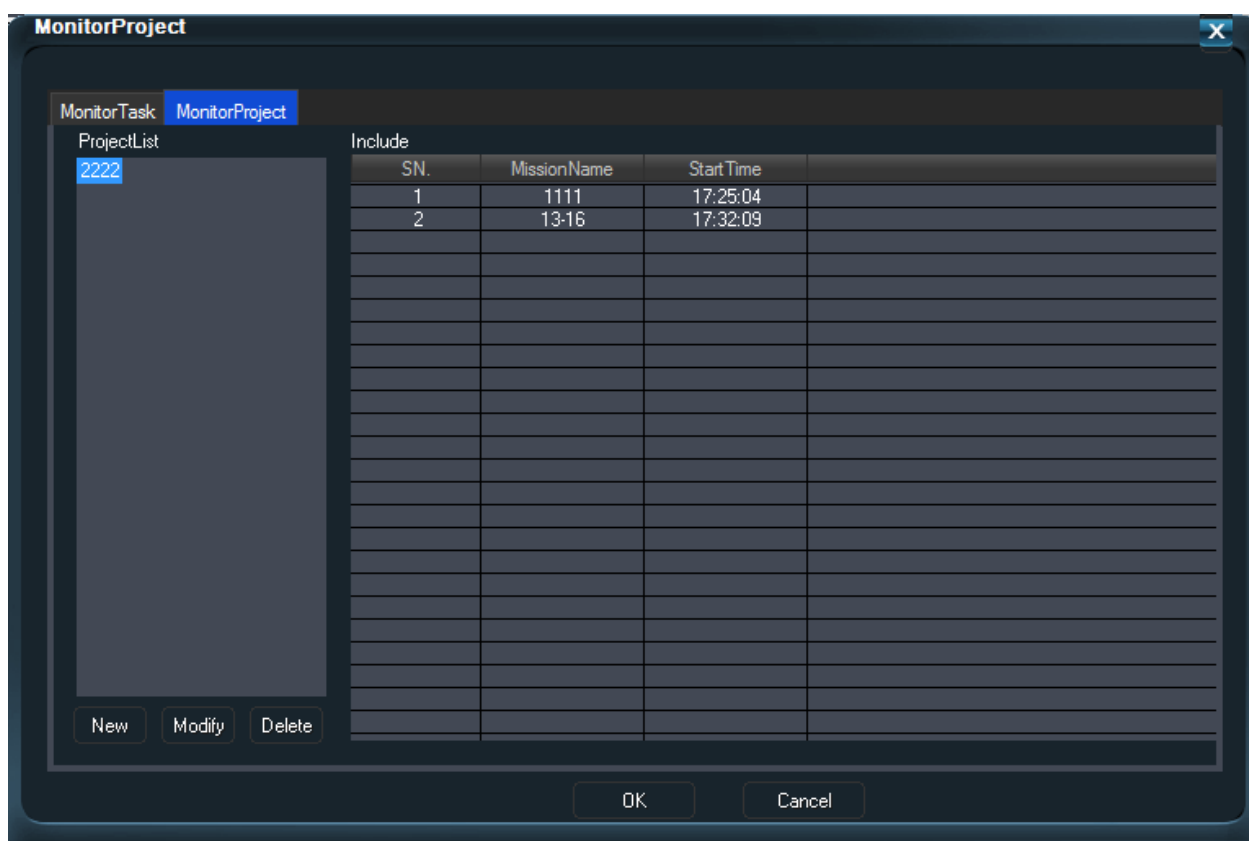 MonitorProject
X
MonitorTask MonitorProject
ProjectList Include
2222
SN. MissionName StartTime
1 1111 17:25:04
2 13-16 17:32:09
New Modify Delete
OK Cancel